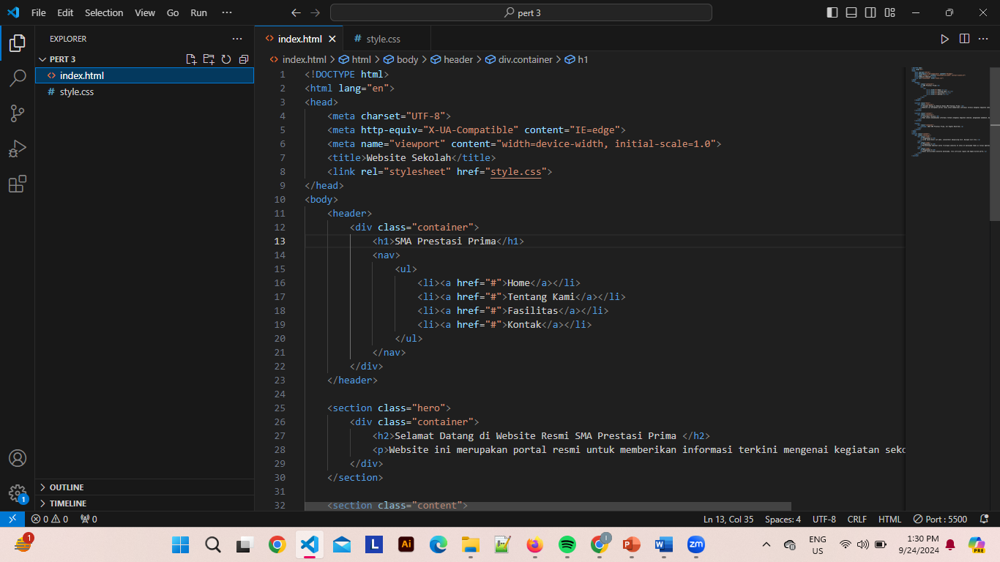 File Edit Selection View Go Run ···
pert 3
EXPLORER ···
PERT 3
index.html
style.css
OUTLINE
TIMELINE
index.html
# style.css
index.html > html > body > header > div.container > h1
1 <!DOCTYPE html>
2 <html lang="en">
3 <head>
4 <meta charset="UTF-8">
5 <meta http-equiv="X-UA-Compatible" content="IE=edge">
6 <meta name="viewport" content="width=device-width, initial-scale=1.0">
7 <title>Website Sekolah</title>
8 <link rel="stylesheet" href="style.css">
9 </head>
10 <body>
11 <header>
12 <div class="container">
13 <h1>SMA Prestasi Prima</h1>
14 <nav>
15 <ul>
16 <li><a href="#">Home</a></li>
17 <li><a href="#">Tentang Kami</a></li>
18 <li><a href="#">Fasilitas</a></li>
19 <li><a href="#">Kontak</a></li>
20 </ul>
21 </nav>
22 </div>
23 </header>
24
25 <section class="hero">
26 <div class="container">
27 <h2>Selamat Datang di Website Resmi SMA Prestasi Prima </h2>
28 <p>Website ini merupakan portal resmi untuk memberikan informasi terkini mengenai kegiatan seko
29 </div>
30 </section>
31
32 <section class="content">
1
0 0 0
Ln 13, Col 35 Spaces: 4 UTF-8 CRLF HTML Port : 5500
1
L
Ai
P
W
zm
ENG
US
1:30 PM
9/24/2024
PRE